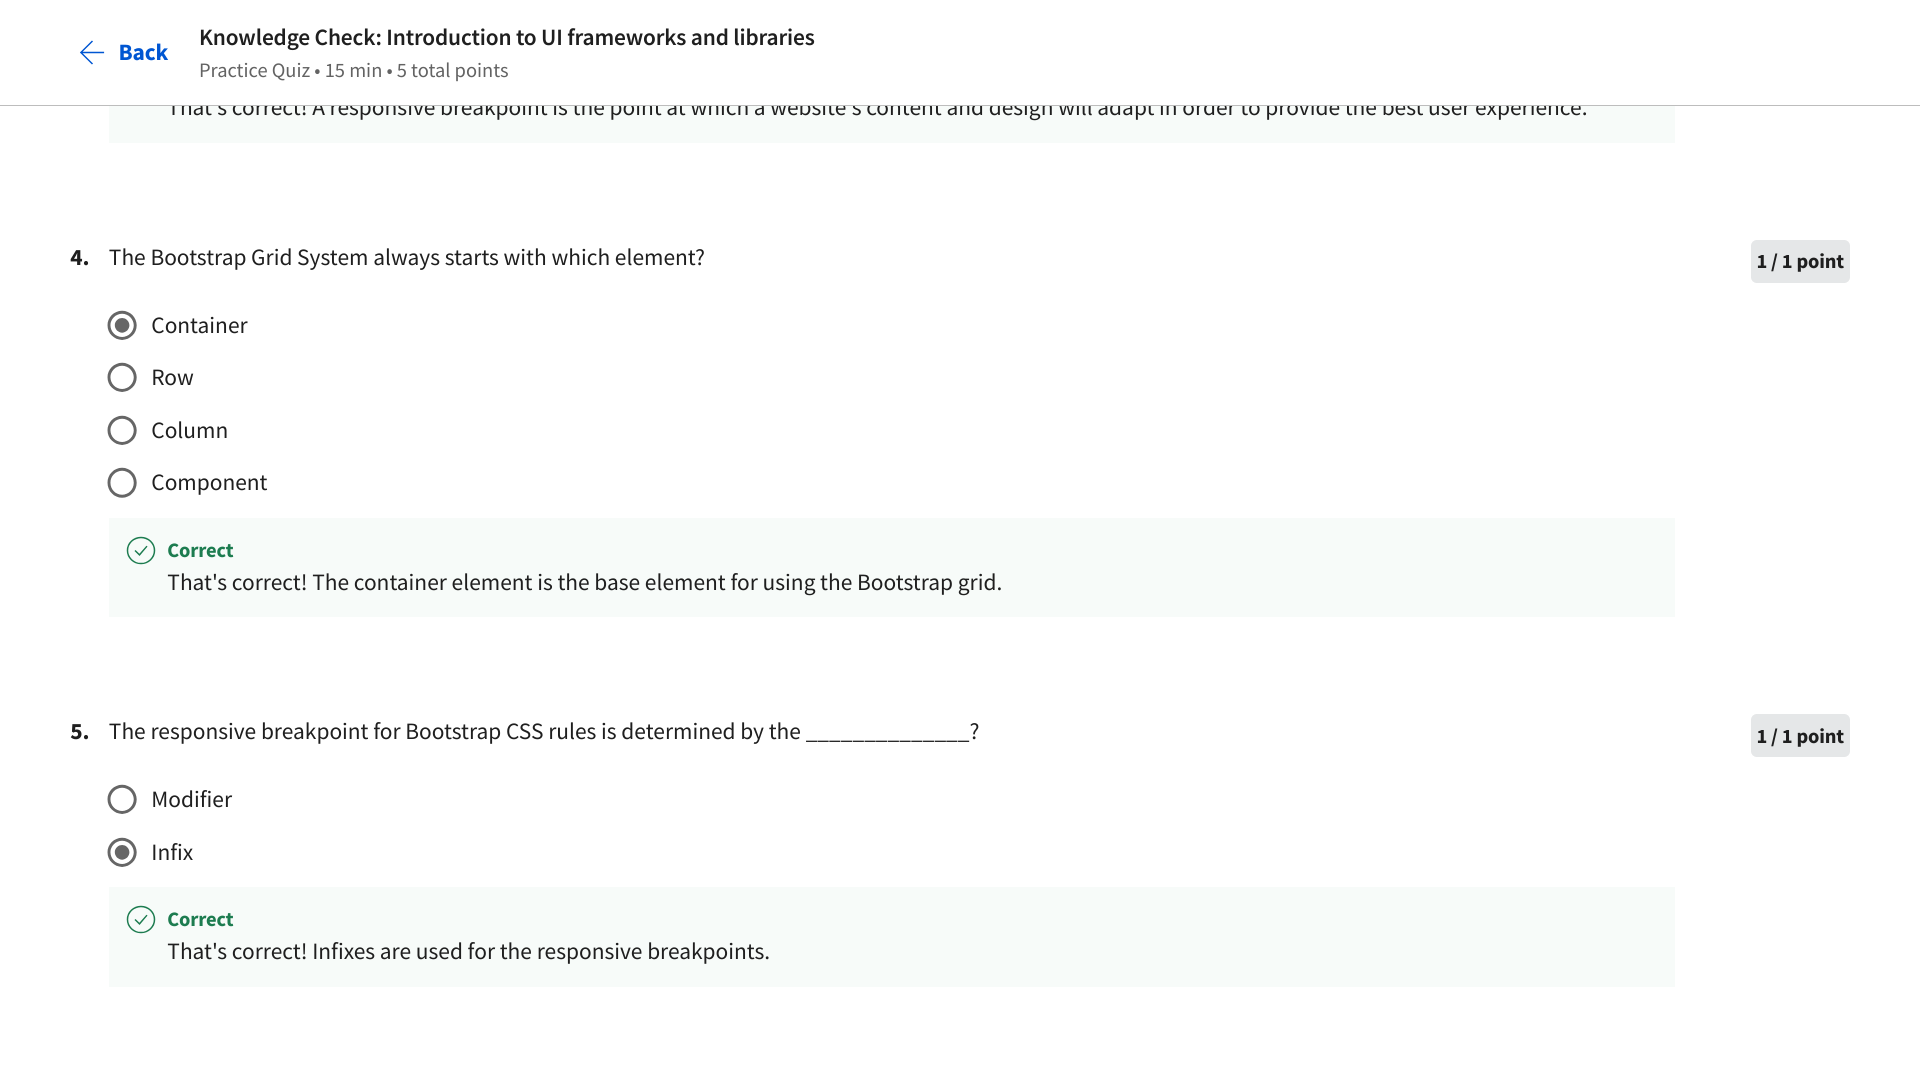 Back
Knowledge Check: Introduction to UI frameworks and libraries
Practice Quiz • 15 min • 5 total points
That's correct! A responsive breakpoint is the point at which a website's content and design will adapt in order to provide the best user experience.
4. The Bootstrap Grid System always starts with which element?
1 / 1 point
Container
Row
Column
Component
Correct
That's correct! The container element is the base element for using the Bootstrap grid.
5. The responsive breakpoint for Bootstrap CSS rules is determined by the ______________?
1 / 1 point
Modifier
Infix
Correct
That's correct! Infixes are used for the responsive breakpoints.